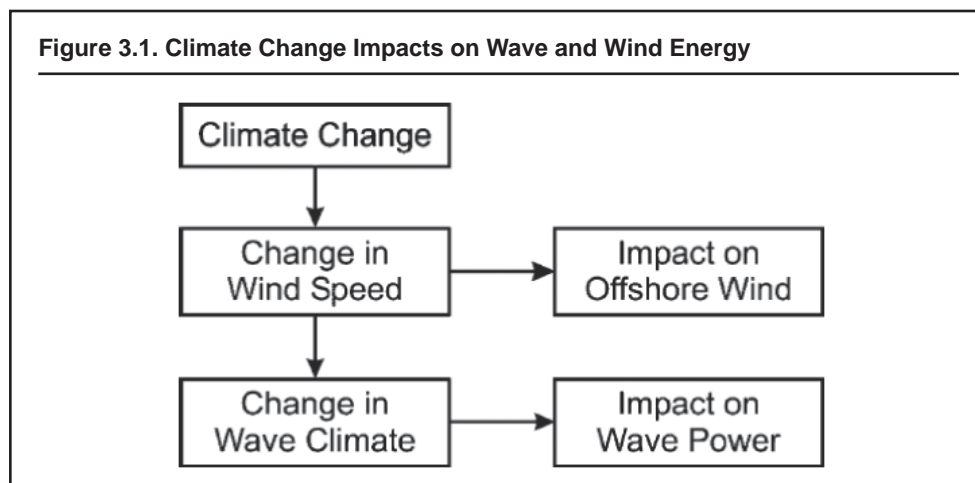 Figure 3.1. Climate Change Impacts on Wave and Wind Energy
Climate Change
Change in
Wind Speed
Impact on
Offshore Wind
Change in
Wave Climate
Impact on
Wave Power